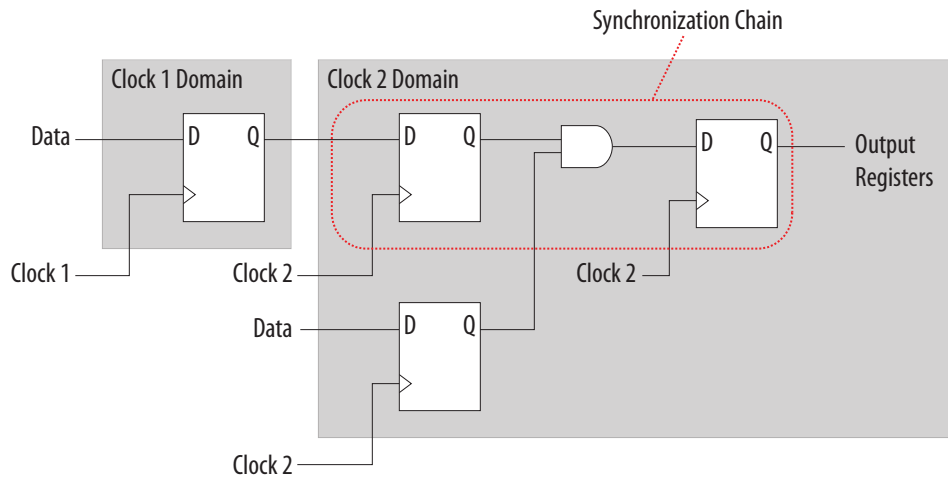 Synchronization Chain
Clock 1 Domain
Clock 2 Domain
Data
D
Q
D
Q
D
Q
Output
Registers
Clock 1
Clock 2
Clock 2
Data
D
Q
Clock 2